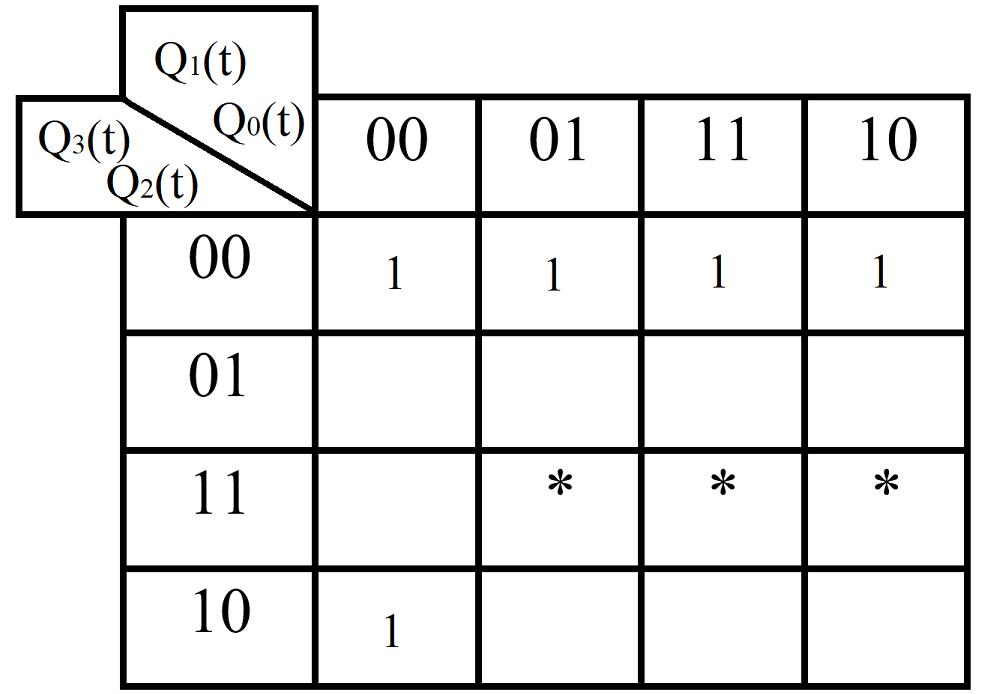 Q1(t)
Q0(t)
Q3(t)
Q2(t)
00 01 11 10
00 1 1 1 1
01
11 * * *
10 1